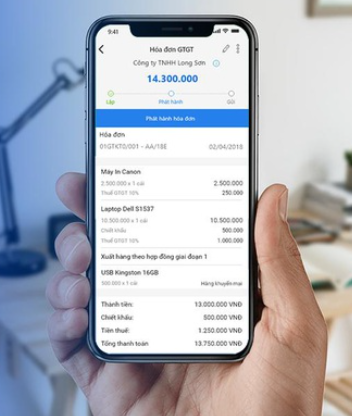 9:41
Hóa đơn GTGT
Công ty TNHH Long Sơn
14.300.000
Lập Phát hành Gửi
Phát hành hóa đơn
Hóa đơn
01GTKT0/001 - AA/18E 02/04/2018
Máy In Canon
2.500.000 x 1 cái 2.500.000
Thuế GTGT 10% 250.000
Laptop Dell S1537
10.500.000 x 1 cái 10.500.000
Chiết khấu 500.000
Thuế GTGT 10% 1.000.000
Xuất hàng theo hợp đồng giai đoạn 1
USB Kingston 16GB
500.000 x 1 cái Hàng khuyến mại
Thành tiền: 13.000.000 VNĐ
Chiết khấu: 500.000 VNĐ
Tiền thuế: 1.250.000 VNĐ
Tổng thanh toán 13.750.000 VNĐ